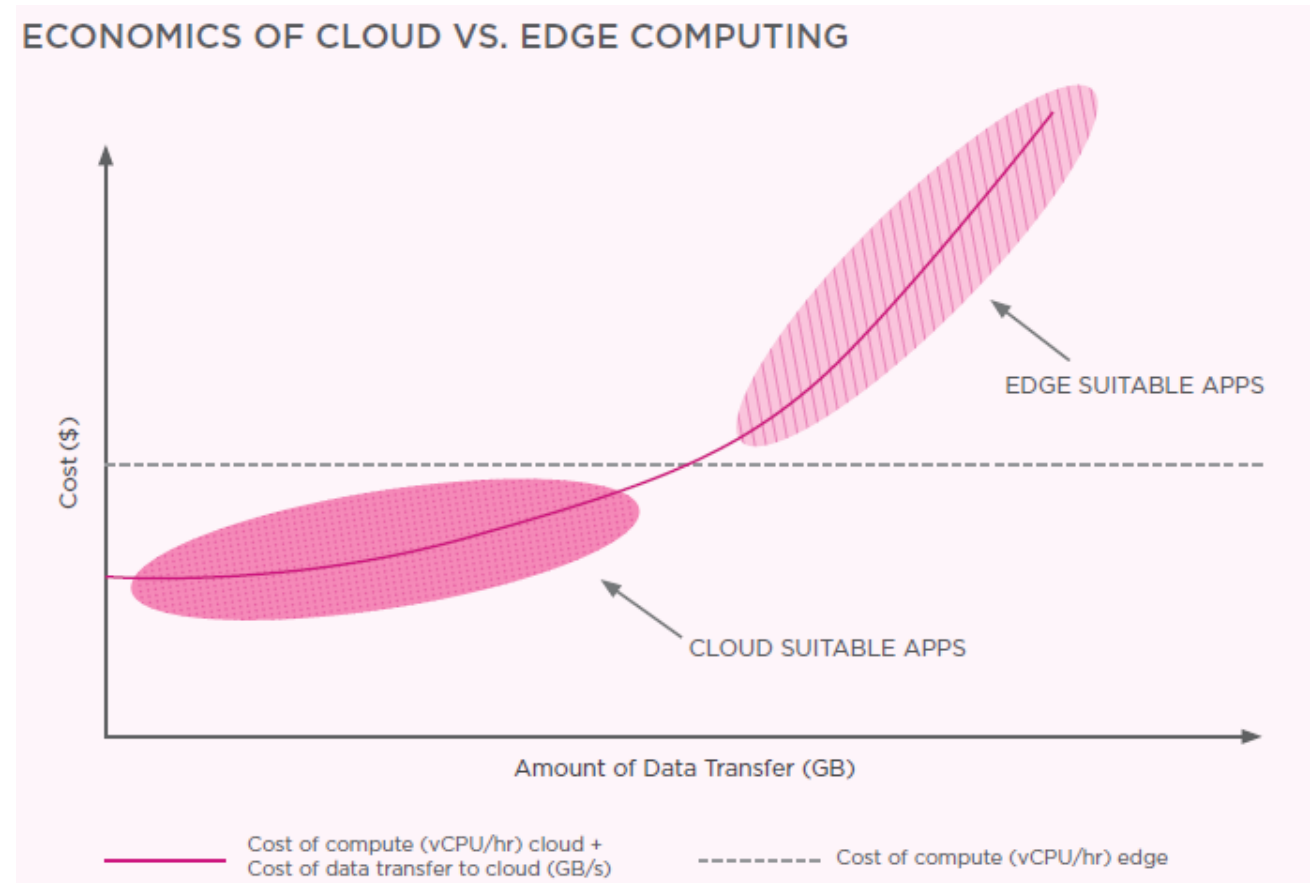 ECONOMICS OF CLOUD VS. EDGE COMPUTING
EDGE SUITABLE APPS
Cost ($)
CLOUD SUITABLE APPS
Amount of Data Transfer (GB)
Cost of compute (vCPU/hr) cloud +
Cost of data transfer to cloud (GB/s)
Cost of compute (vCPU/hr) edge